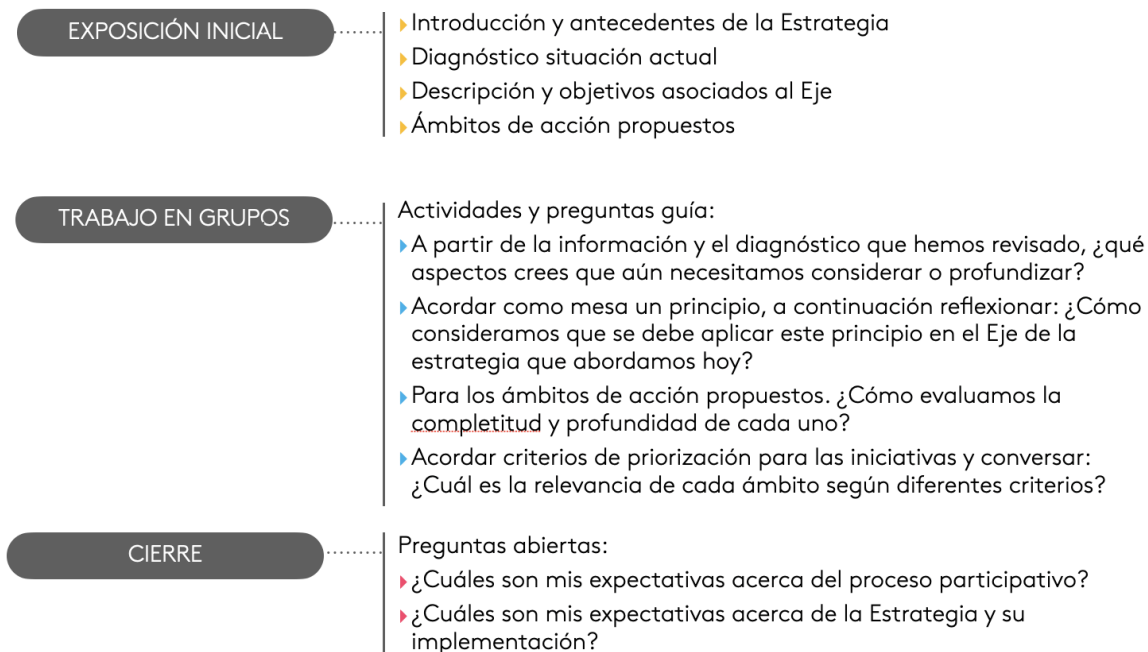 EXPOSICIÓN INICIAL
Introducción y antecedentes de la Estrategia
Diagnóstico situación actual
Descripción y objetivos asociados al Eje
Ámbitos de acción propuestos
TRABAJO EN GRUPOS
Actividades y preguntas guía:
A partir de la información y el diagnóstico que hemos revisado, ¿qué
aspectos crees que aún necesitamos considerar o profundizar?
Acordar como mesa un principio, a continuación reflexionar: ¿Cómo
consideramos que se debe aplicar este principio en el Eje de la
estrategia que abordamos hoy?
Para los ámbitos de acción propuestos. ¿Cómo evaluamos la
completitud y profundidad de cada uno?
Acordar criterios de priorización para las iniciativas y conversar:
¿Cuál es la relevancia de cada ámbito según diferentes criterios?
CIERRE
Preguntas abiertas:
¿Cuáles son mis expectativas acerca del proceso participativo?
¿Cuáles son mis expectativas acerca de la Estrategia y su
implementación?